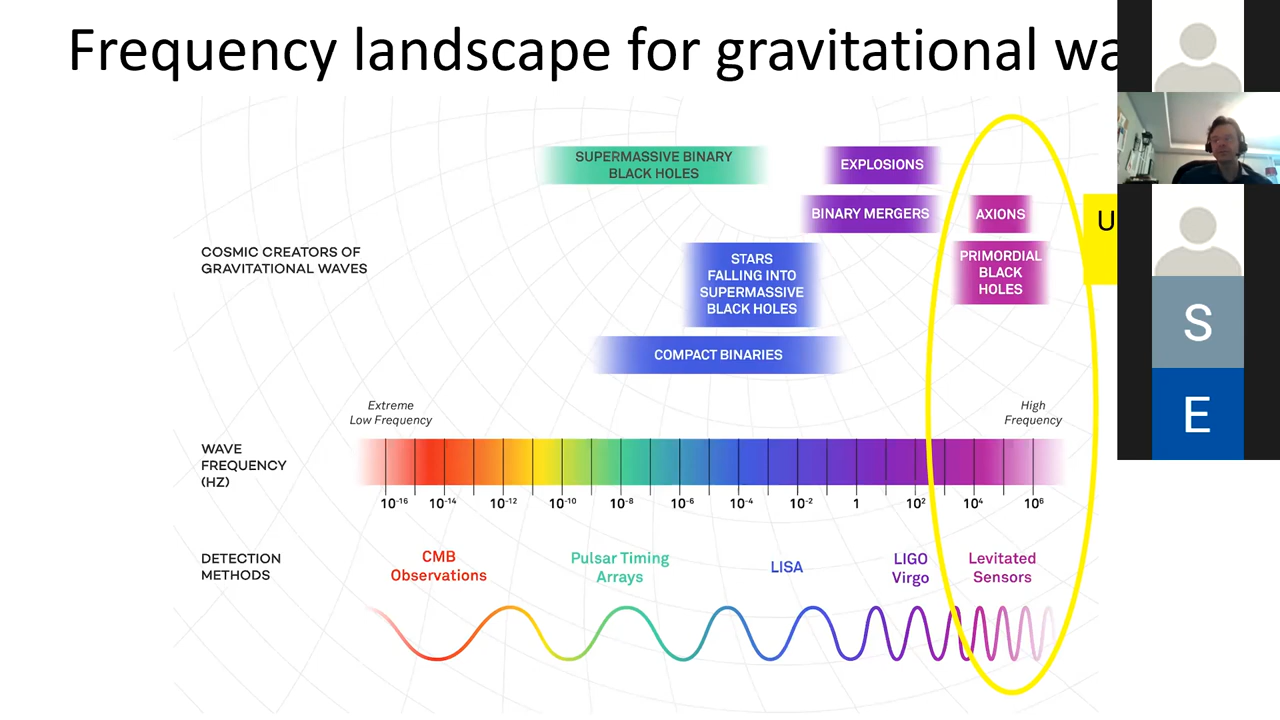 Frequency landscape for gravitational wa
SUPERMASSIVE BINARY
BLACK HOLES
EXPLOSIONS
BINARY MERGERS
AXIONS
U
COSMIC CREATORS OF
GRAVITATIONAL WAVES
STARS
FALLING INTO
SUPERMASSIVE
BLACK HOLES
PRIMORDIAL
BLACK
HOLES
S
COMPACT BINARIES
E
Extreme
Low Frequency
High
Frequency
WAVE
FREQUENCY
(HZ)
10⁻¹⁶ 10⁻¹⁴ 10⁻¹² 10⁻¹⁰ 10⁻⁸ 10⁻⁶ 10⁻⁴ 10⁻² 1 10² 10⁴ 10⁶
DETECTION
METHODS
CMB
Observations
Pulsar Timing
Arrays
LISA
LIGO
Virgo
Levitated
Sensors